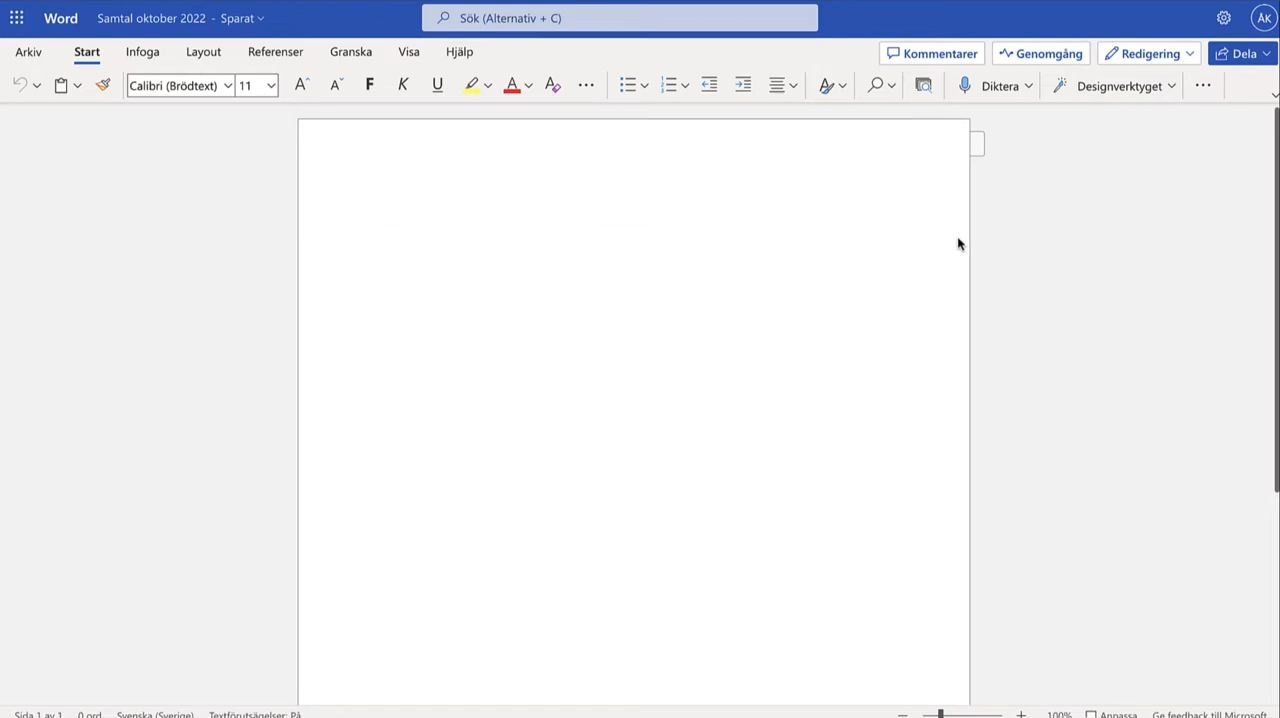 Word Samtal oktober 2022 - Sparat Sök (Alternativ + C) ÅK
Arkiv Start Infoga Layout Referenser Granska Visa Hjälp Kommentarer Genomgång Redigering Dela
Calibri (Brödtext) 11 A A F K U A A Diktera Designverktyget
Sida 1 av 1 0 ord Svenska (Sverige) Textförutsägelser: På 100% Anpassa Ge feedback till Microsoft